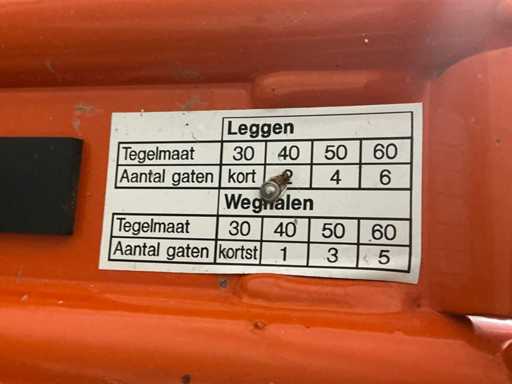 Leggen
Tegelmaat 30 40 50 60
Aantal gaten kort 2 4 6
Weghalen
Tegelmaat 30 40 50 60
Aantal gaten kortst 1 3 5